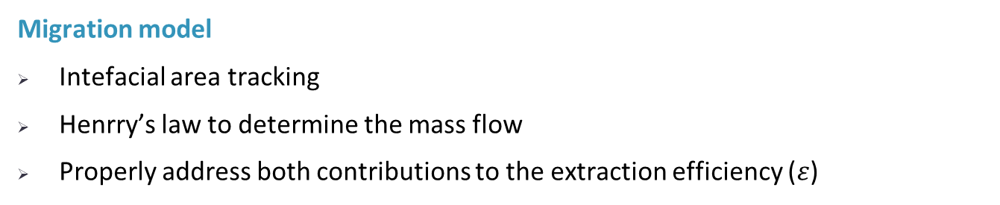 Migration model
➢ Intefacial area tracking
➢ Henrry's law to determine the mass flow
➢ Properly address both contributions to the extraction efficiency (ε)